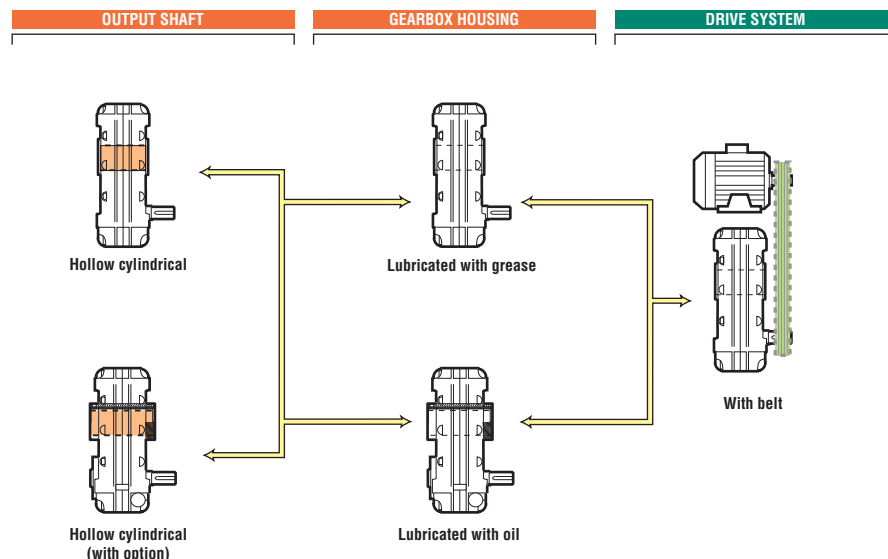 OUTPUT SHAFT
GEARBOX HOUSING
DRIVE SYSTEM
Hollow cylindrical
Lubricated with grease
With belt
Hollow cylindrical
(with option)
Lubricated with oil